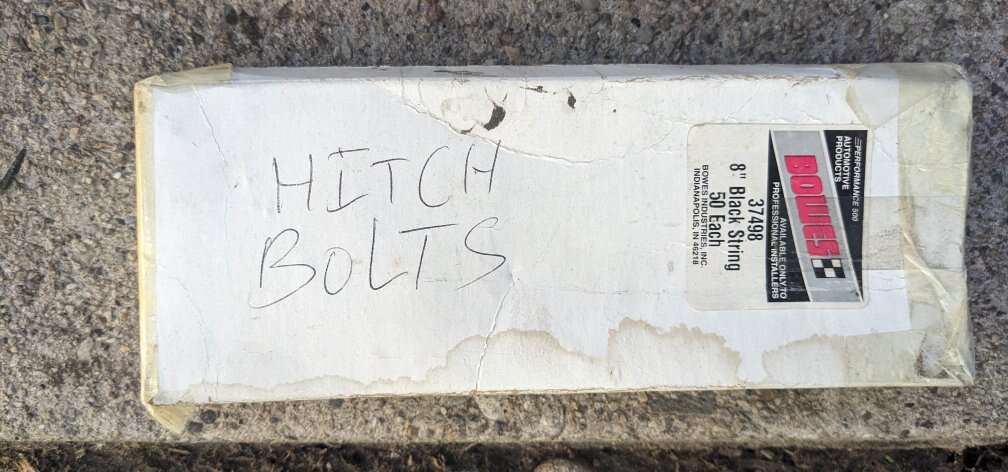 HITCH
BOLTS
PERFORMANCE 500
AUTOMOTIVE
PRODUCTS
BOWES
AVAILABLE ONLY TO
PROFESSIONAL INSTALLERS
37498
8" Black String
50 Each
BOWES INDUSTRIES, INC.
INDIANAPOLIS, IN 46218